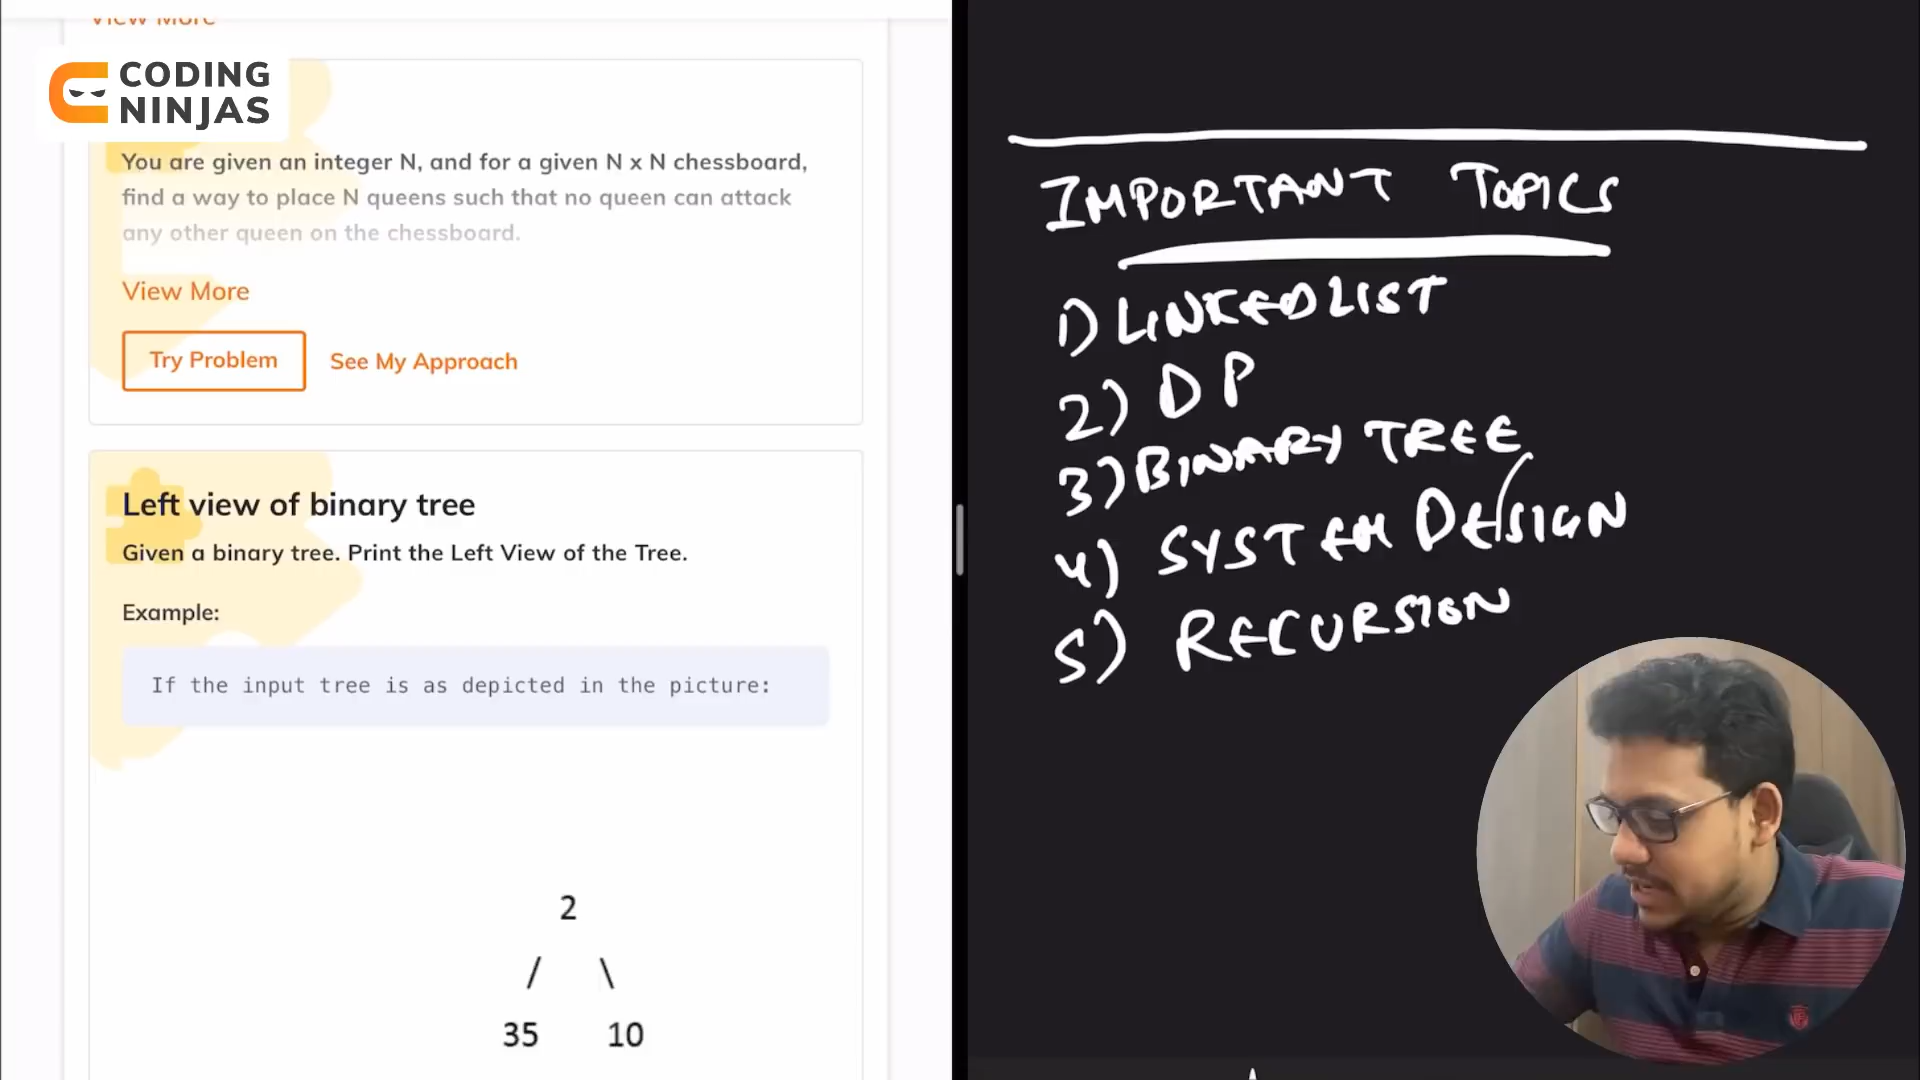 View More
CODING
NINJAS
You are given an integer N, and for a given N x N chessboard,
find a way to place N queens such that no queen can attack
any other queen on the chessboard.
View More
Try Problem
See My Approach
Left view of binary tree
Given a binary tree. Print the Left View of the Tree.
Example:
If the input tree is as depicted in the picture:
2
/ \
35 10
IMPORTANT TOPICS
1) LINKEDLIST
2) DP
3) BINARY TREE
4) SYSTEM DESIGN
5) RECURSION